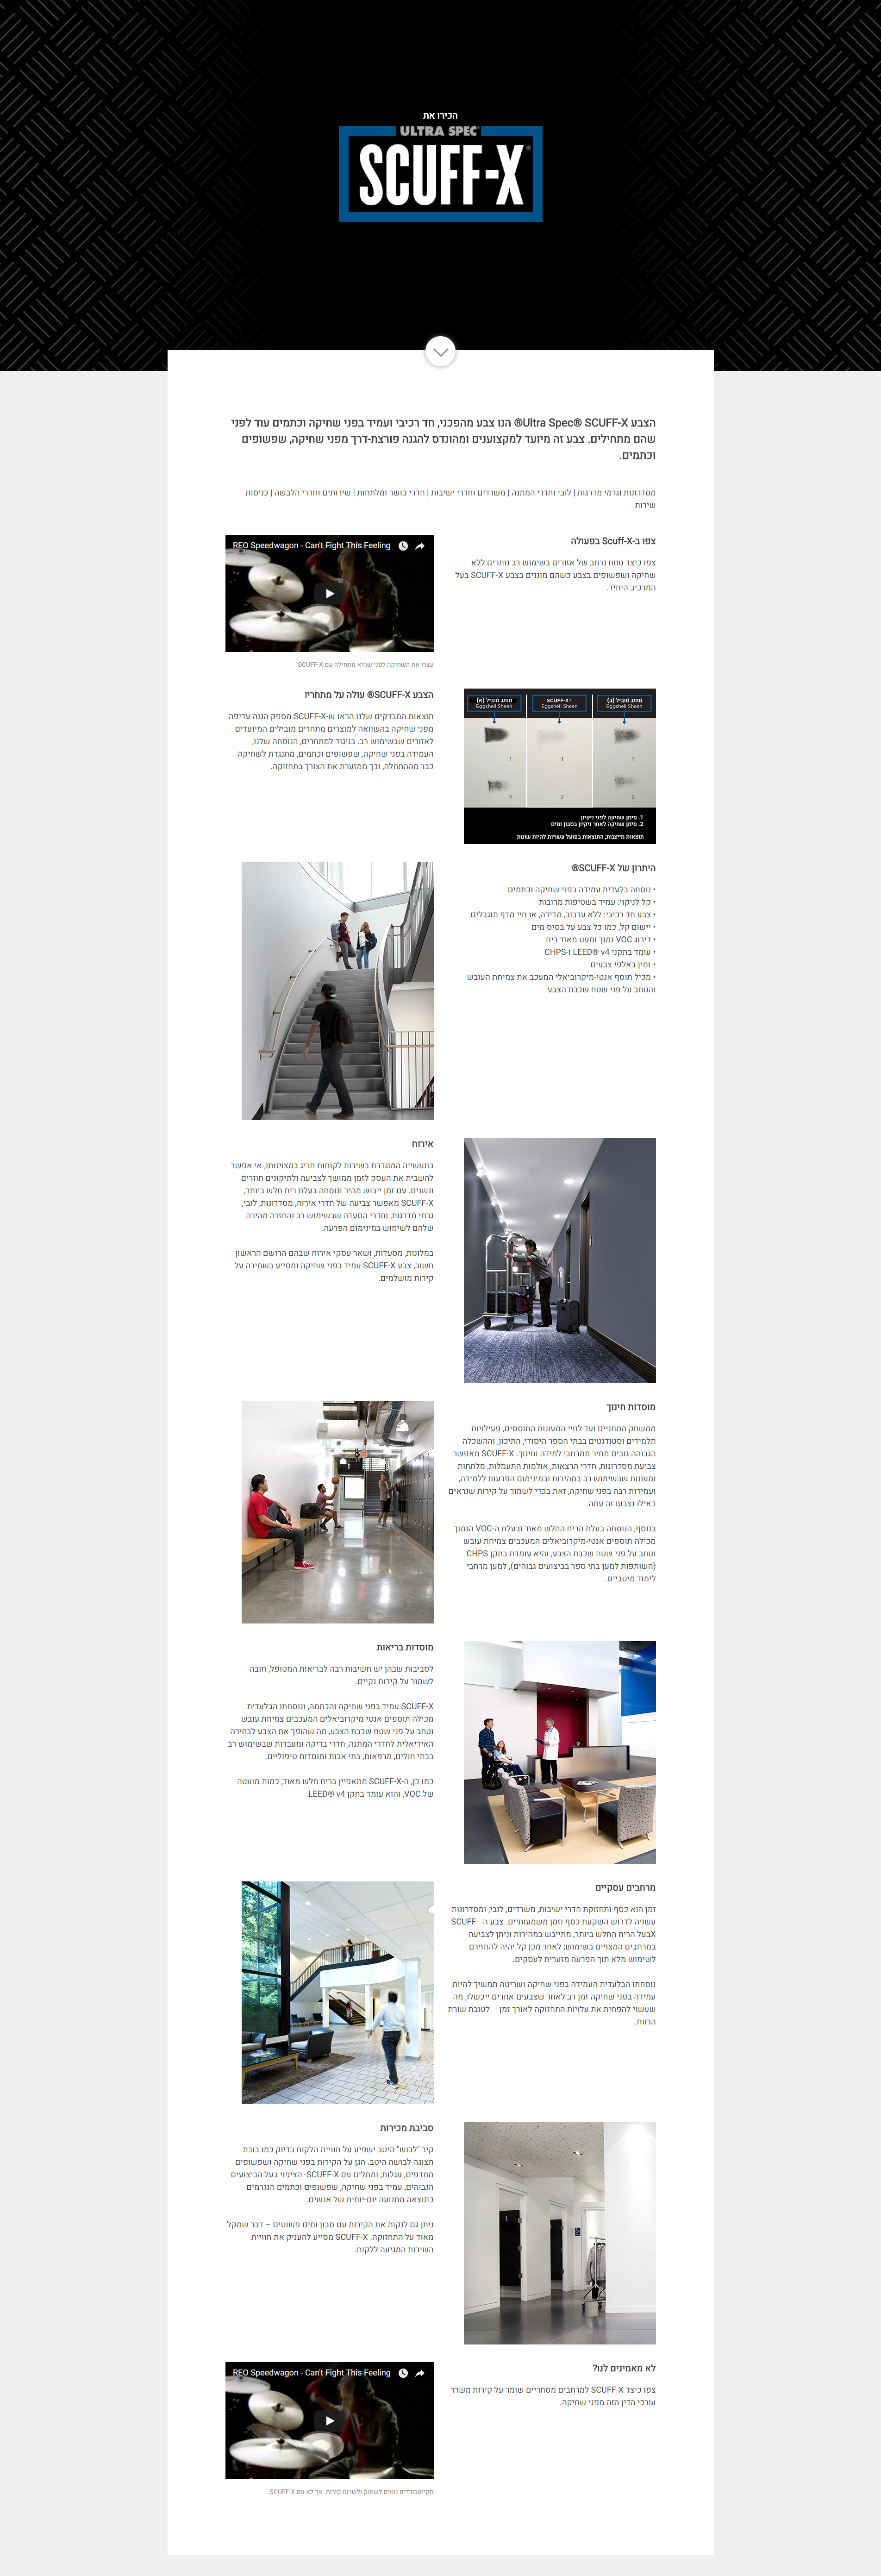 הכירו את
ULTRA SPEC®
SCUFF-X®
הצבע Ultra Spec® SCUFF-X® הנו צבע מהפכני, חד רכיבי ועמיד בפני שחיקה וכתמים עוד לפני
שהם מתחילים. צבע זה מיועד למקצוענים ומהונדס להגנה פורצת-דרך מפני שחיקה, שפשופים
וכתמים.
מסדרונות וגרמי מדרגות | לובי וחדרי המתנה | משרדים וחדרי ישיבות | חדרי כושר ומלתחות | שירותים וחדרי הלבשה | כניסות
שירות
צפו ב-Scuff-X בפעולה
צפו כיצד טווח נרחב של אזורים בשימוש רב נותרים ללא
שחיקה ושפשופים בצבע כשהם מוגנים בצבע SCUFF-X בעל
המרכיב היחיד.
REO Speedwagon - Can't Fight This Feeling
עצרו את השחיקה לפני שהיא מתחילה עם SCUFF-X
מותג מוביל (ב)
Eggshell Sheen
SCUFF-X®
Eggshell Sheen
מותג מוביל (א)
Eggshell Sheen
1 1 1
2 2 2
1. סימן שחיקה לפני ניקיון
2. סימן שחיקה לאחר ניקיון בסבון ומים
תוצאות מייצגות; התוצאות בפועל עשויות להיות שונות
הצבע SCUFF-X® עולה על מתחריו
תוצאות המבדקים שלנו הראו ש-SCUFF-X מספק הגנה עדיפה
מפני שחיקה בהשוואה למוצרים מתחרים מובילים המיועדים
לאזורים שבשימוש רב. בניגוד למתחרים, הנוסחה שלנו,
העמידה בפני שחיקה, שפשופים וכתמים, מתנגדת לשחיקה
כבר מההתחלה, וכך ממזערת את הצורך בתחזוקה.
היתרון של SCUFF-X®
• נוסחה בלעדית עמידה בפני שחיקה וכתמים
• קל לניקוי: עמיד בשטיפות מרובות
• צבע חד רכיבי: ללא ערבוב, מדידה, או חיי מדף מוגבלים
• יישום קל, כמו כל צבע על בסיס מים
• דירוג VOC נמוך ומעט מאוד ריח
• עומד בתקני LEED® v4 ו-CHPS
• זמין באלפי צבעים
• מכיל תוסף אנטי-מיקרוביאלי המעכב את צמיחת העובש
והטחב על פני שטח שכבת הצבע
אירוח
בתעשייה המוגדרת בשירות לקוחות חריג במצוינותו, אי אפשר
להשבית את העסק לזמן ממושך לצביעה ולתיקונים חוזרים
ונשנים. עם זמן ייבוש מהיר ונוסחה בעלת ריח חלש ביותר,
SCUFF-X מאפשר צביעה של חדרי אירוח, מסדרונות, לובי,
גרמי מדרגות, וחדרי הסעדה שבשימוש רב והחזרה מהירה
שלהם לשימוש במינימום הפרעה.
במלונות, מסעדות, ושאר עסקי אירוח שבהם הרושם הראשון
חשוב, צבע SCUFF-X עמיד בפני שחיקה ומסייע בשמירה על
קירות מושלמים.
מוסדות חינוך
ממשחק המחניים ועד לחיי המעונות התוססים, פעילויות
תלמידים וסטודנטים בבתי הספר היסודי, התיכון, וההשכלה
הגבוהה גובים מחיר ממרחבי למידה וחינוך. SCUFF-X מאפשר
צביעת מסדרונות, חדרי הרצאות, אולמות התעמלות, מלתחות
ומעונות שבשימוש רב במהירות ובמינימום הפרעות ללמידה,
ועמידות רבה בפני שחיקה, זאת בכדי לשמור על קירות שנראים
כאילו נצבעו זה עתה.
בנוסף, הנוסחה בעלת הריח החלש מאוד ובעלת ה-VOC הנמוך
מכילה תוספים אנטי-מיקרוביאלים המעכבים צמיחת עובש
וטחב על פני שטח שכבת הצבע, והיא עומדת בתקן CHPS
(השותפות למען בתי ספר בביצועים גבוהים), למען מרחבי
לימוד מיטביים.
מוסדות בריאות
לסביבות שבהן יש חשיבות רבה לבריאות המטופל, חובה
לשמור על קירות נקיים.
SCUFF-X עמיד בפני שחיקה והכתמה, ונוסחתו הבלעדית
מכילה תוספים אנטי-מיקרוביאלים המעכבים צמיחת עובש
וטחב על פני שטח שכבת הצבע, מה שהופך את הצבע לבחירה
האידיאלית לחדרי המתנה, חדרי בדיקה ומעבדות שבשימוש רב
בבתי חולים, מרפאות, בתי אבות ומוסדות טיפוליים.
כמו כן, ה-SCUFF-X מתאפיין בריח חלש מאוד, כמות מועטה
של VOC, והוא עומד בתקן LEED® v4.
מרחבים עסקיים
זמן הוא כסף ותחזוקת חדרי ישיבות, משרדים, לובי, ומסדרונות
עשויה לדרוש השקעת כסף וזמן משמעותיים. צבע ה- SCUFF-
Xבעל הריח החלש ביותר, מתייבש במהירות וניתן לצביעה
במרחבים המצויים בשימוש; לאחר מכן קל יהיה להחזירם
לשימוש מלא תוך הפרעה מזערית לעסקים.
נוסחתו הבלעדית העמידה בפני שחיקה ושריטה תמשיך להיות
עמידה בפני שחיקה זמן רב לאחר שצבעים אחרים ייכשלו, מה
שעשוי להפחית את עלויות התחזוקה לאורך זמן – לטובת שורת
הרווח.
סביבת מכירות
קיר "לבוש" היטב ישפיע על חוויית הלקוח בדיוק כמו בובת
תצוגה לבושה היטב. הגן על הקירות בפני שחיקה ושפשופים
ממדפים, עגלות, ומתלים עם SCUFF-X- הציפוי בעל הביצועים
הגבוהים, עמיד בפני שחיקה, שפשופים וכתמים הנגרמים
כתוצאה מתנועה יום-יומית של אנשים.
ניתן גם לנקות את הקירות עם סבון ומים פשוטים – דבר שמקל
מאוד על התחזוקה. SCUFF-X מסייע להעניק את חוויית
השירות המגיעה ללקוח.
לא מאמינים לנו?
צפו כיצד SCUFF-X למרחבים מסחריים שומר על קירות משרד
עורכי הדין הזה מפני שחיקה.
REO Speedwagon - Can't Fight This Feeling
סקייטבורדים נוטים לשחוק ולשרוט קירות. אך לא עם SCUFF-X.